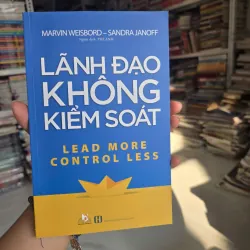 MARVIN WEISBORD – SANDRA JANOFF
LÃNH ĐẠO
KHÔNG
KIỂM SOÁT
LEAD MORE
CONTROL LESS